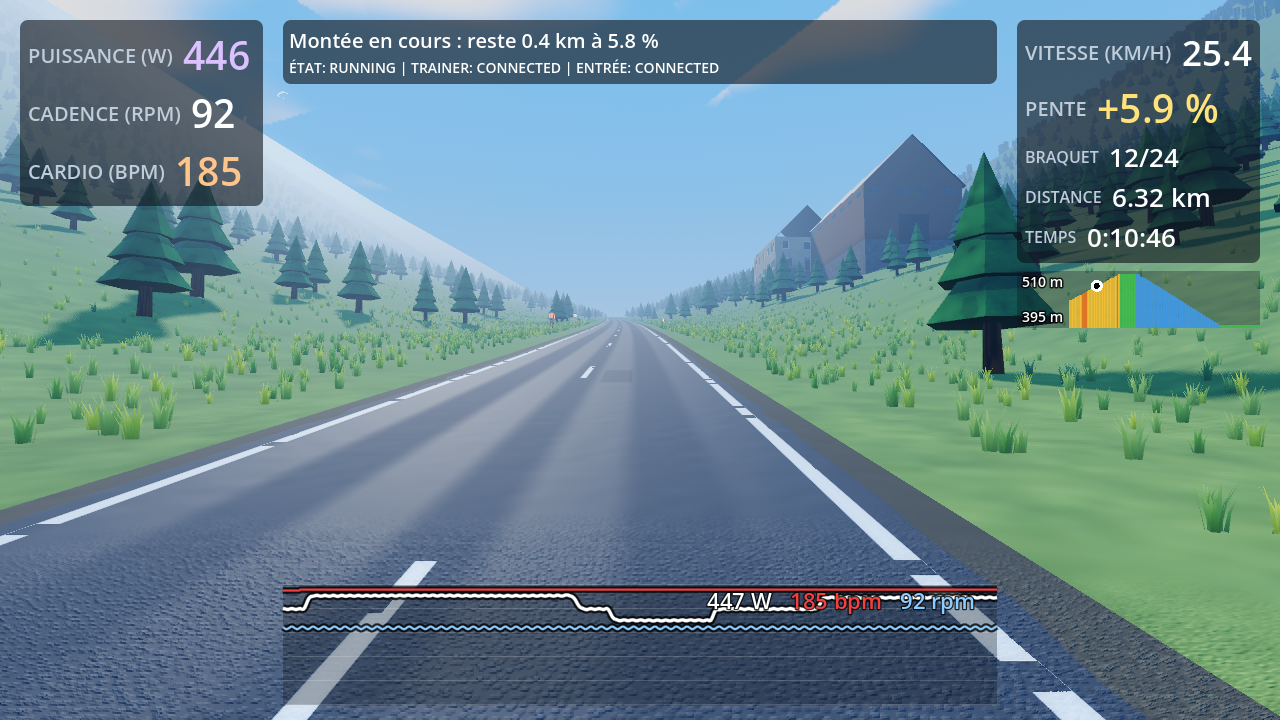 PUISSANCE (W) 446
CADENCE (RPM) 92
CARDIO (BPM) 185
Montée en cours : reste 0.4 km à 5.8 %
ÉTAT: RUNNING | TRAINER: CONNECTED | ENTRÉE: CONNECTED
VITESSE (KM/H) 25.4
PENTE +5.9 %
BRAQUET 12/24
DISTANCE 6.32 km
TEMPS 0:10:46
510 m
395 m
447 W 185 bpm 92 rpm